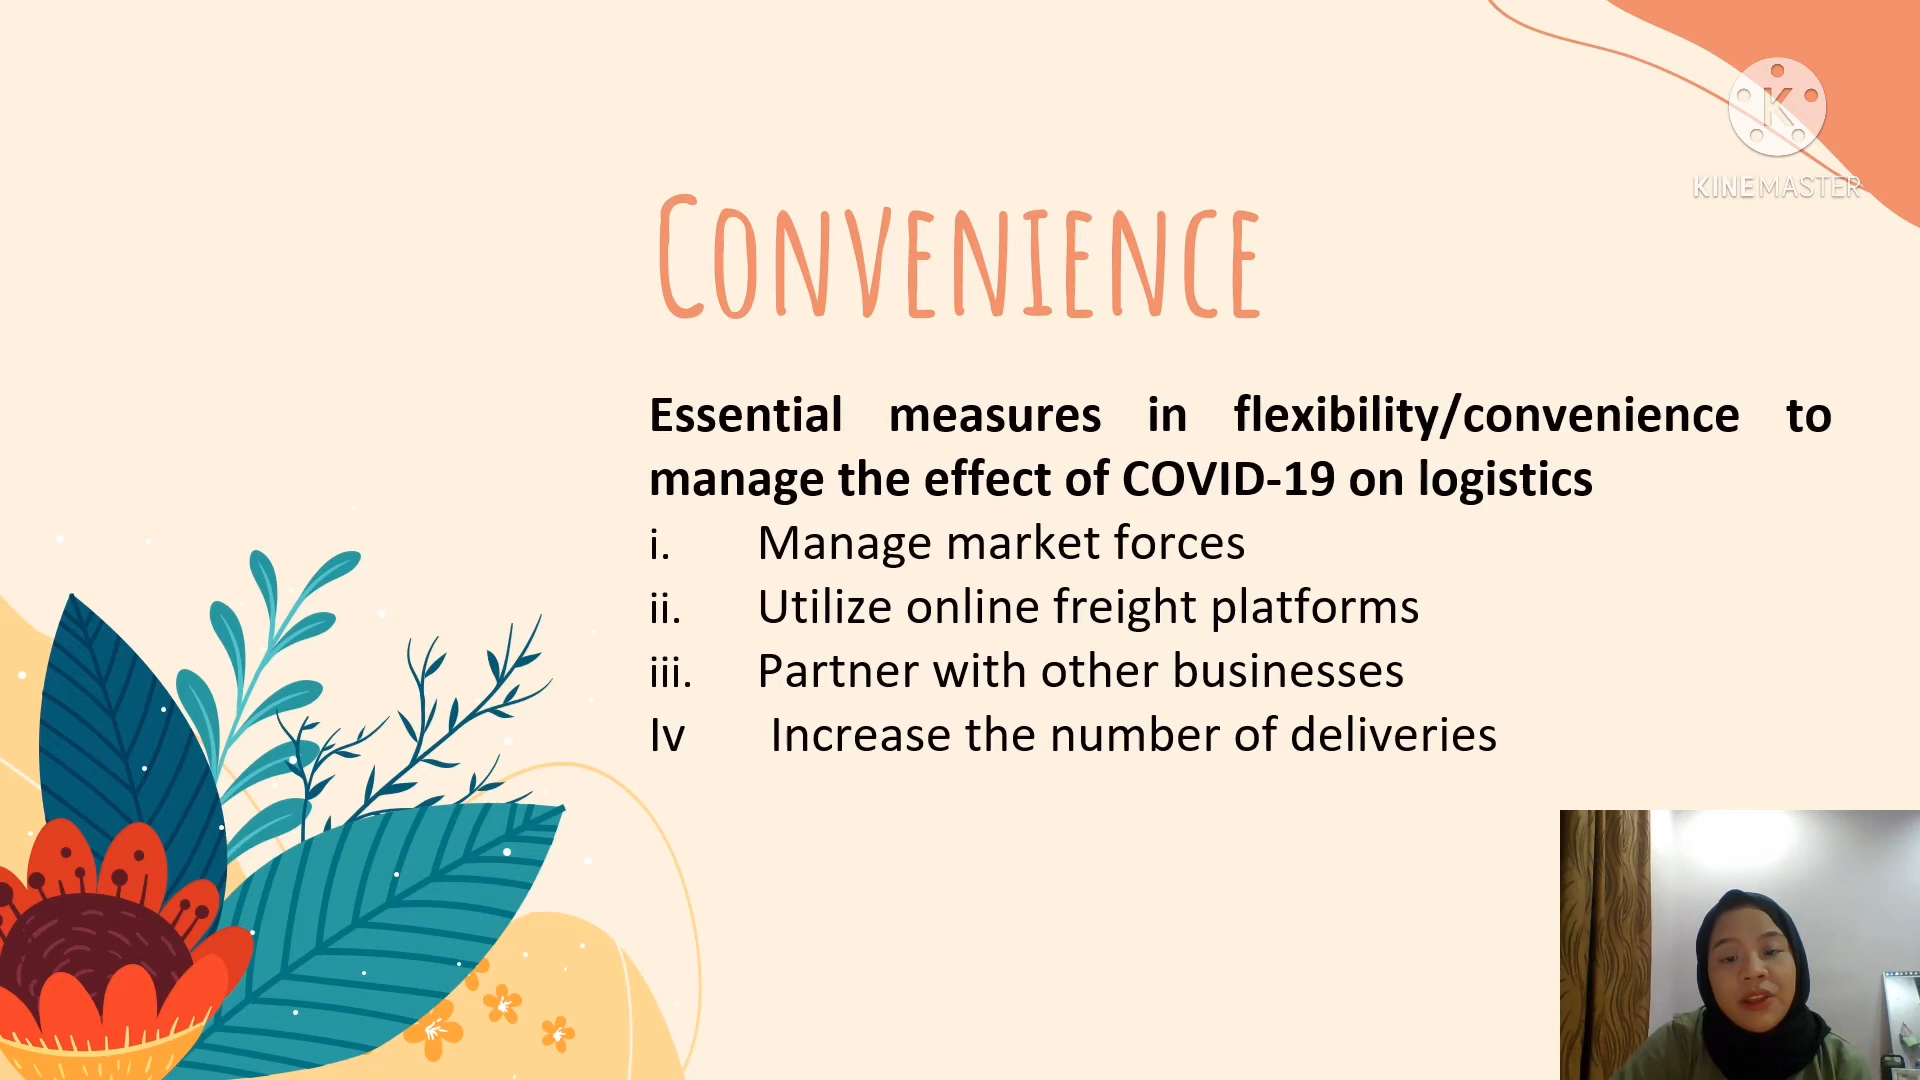 K
KINEMASTER
CONVENIENCE
Essential measures in flexibility/convenience to
manage the effect of COVID-19 on logistics
i. Manage market forces
ii. Utilize online freight platforms
iii. Partner with other businesses
Iv Increase the number of deliveries